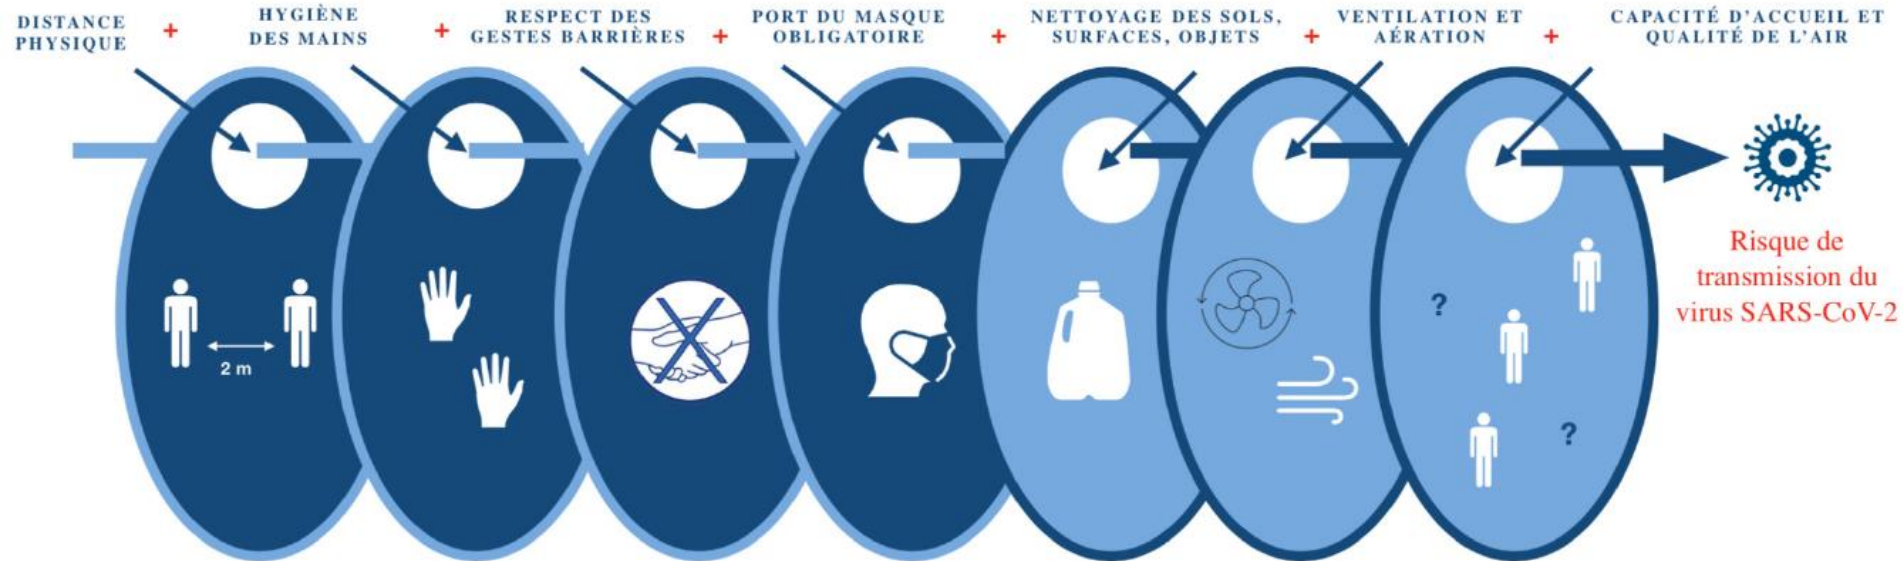 DISTANCE
PHYSIQUE
+
HYGIÈNE
DES MAINS
+
RESPECT DES
GESTES BARRIÈRES
+
PORT DU MASQUE
OBLIGATOIRE
+
NETTOYAGE DES SOLS,
SURFACES, OBJETS
+
VENTILATION ET
AÉRATION
+
CAPACITÉ D'ACCUEIL ET
QUALITÉ DE L'AIR
2 m
?
?
Risque de
transmission du
virus SARS-CoV-2